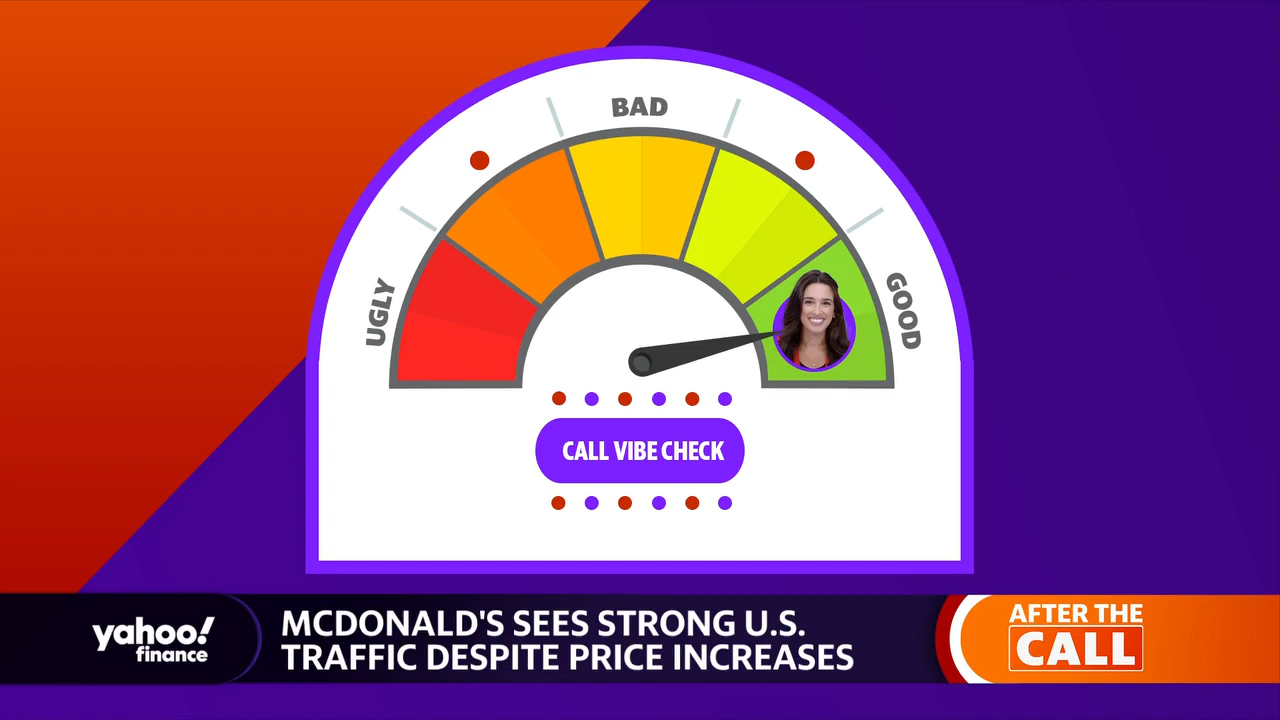 BAD
UGLY
GOOD
CALL VIBE CHECK
yahoo!
finance
MCDONALD'S SEES STRONG U.S.
TRAFFIC DESPITE PRICE INCREASES
AFTER THE
CALL